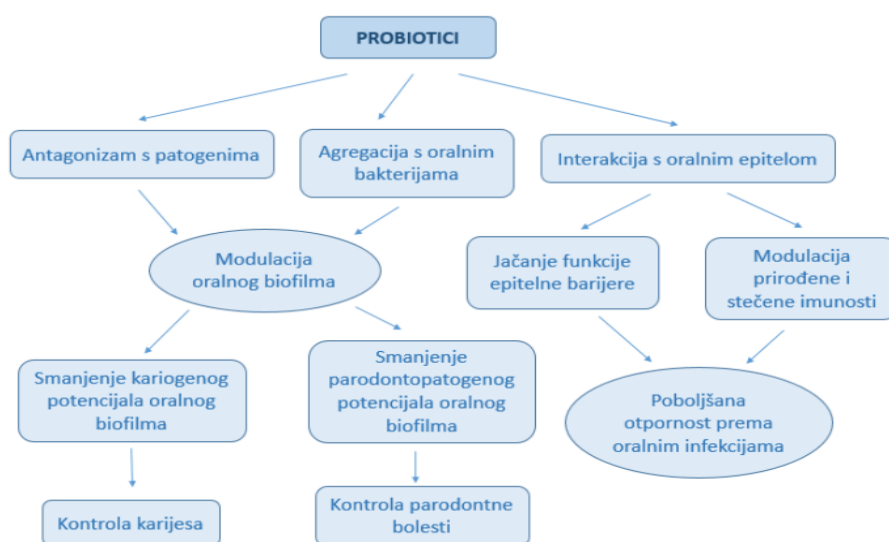 PROBIOTICI
Antagonizam s patogenima
Agregacija s oralnim
bakterijama
Interakcija s oralnim epitelom
Modulacija
oralnog biofilma
Jačanje funkcije
epitelne barijere
Modulacija
prirođene i
stečene imunosti
Smanjenje kariogenog
potencijala oralnog
biofilma
Smanjenje
parodontopatogenog
potencijala oralnog
biofilma
Poboljšana
otpornost prema
oralnim infekcijama
Kontrola karijesa
Kontrola parodontne
bolesti